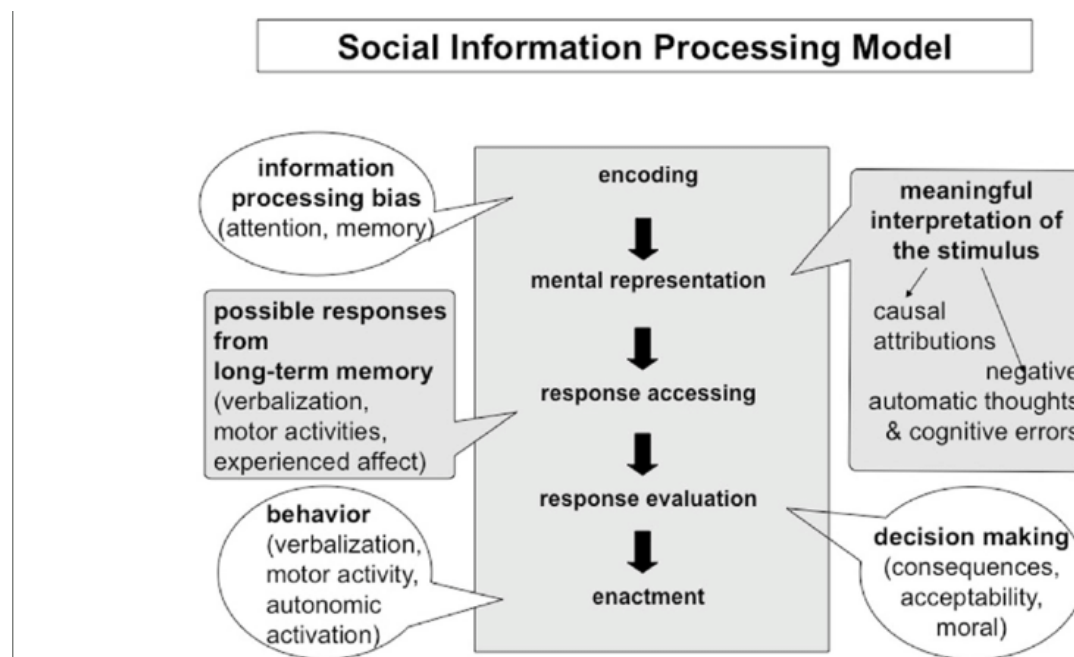 Social Information Processing Model
information
processing bias
(attention, memory)
encoding
meaningful
interpretation of
the stimulus
mental representation
causal
attributions
negative
automatic thoughts
& cognitive errors
possible responses
from
long-term memory
(verbalization,
motor activities,
experienced affect)
response accessing
response evaluation
behavior
(verbalization,
motor activity,
autonomic
activation)
decision making
(consequences,
acceptability,
moral)
enactment